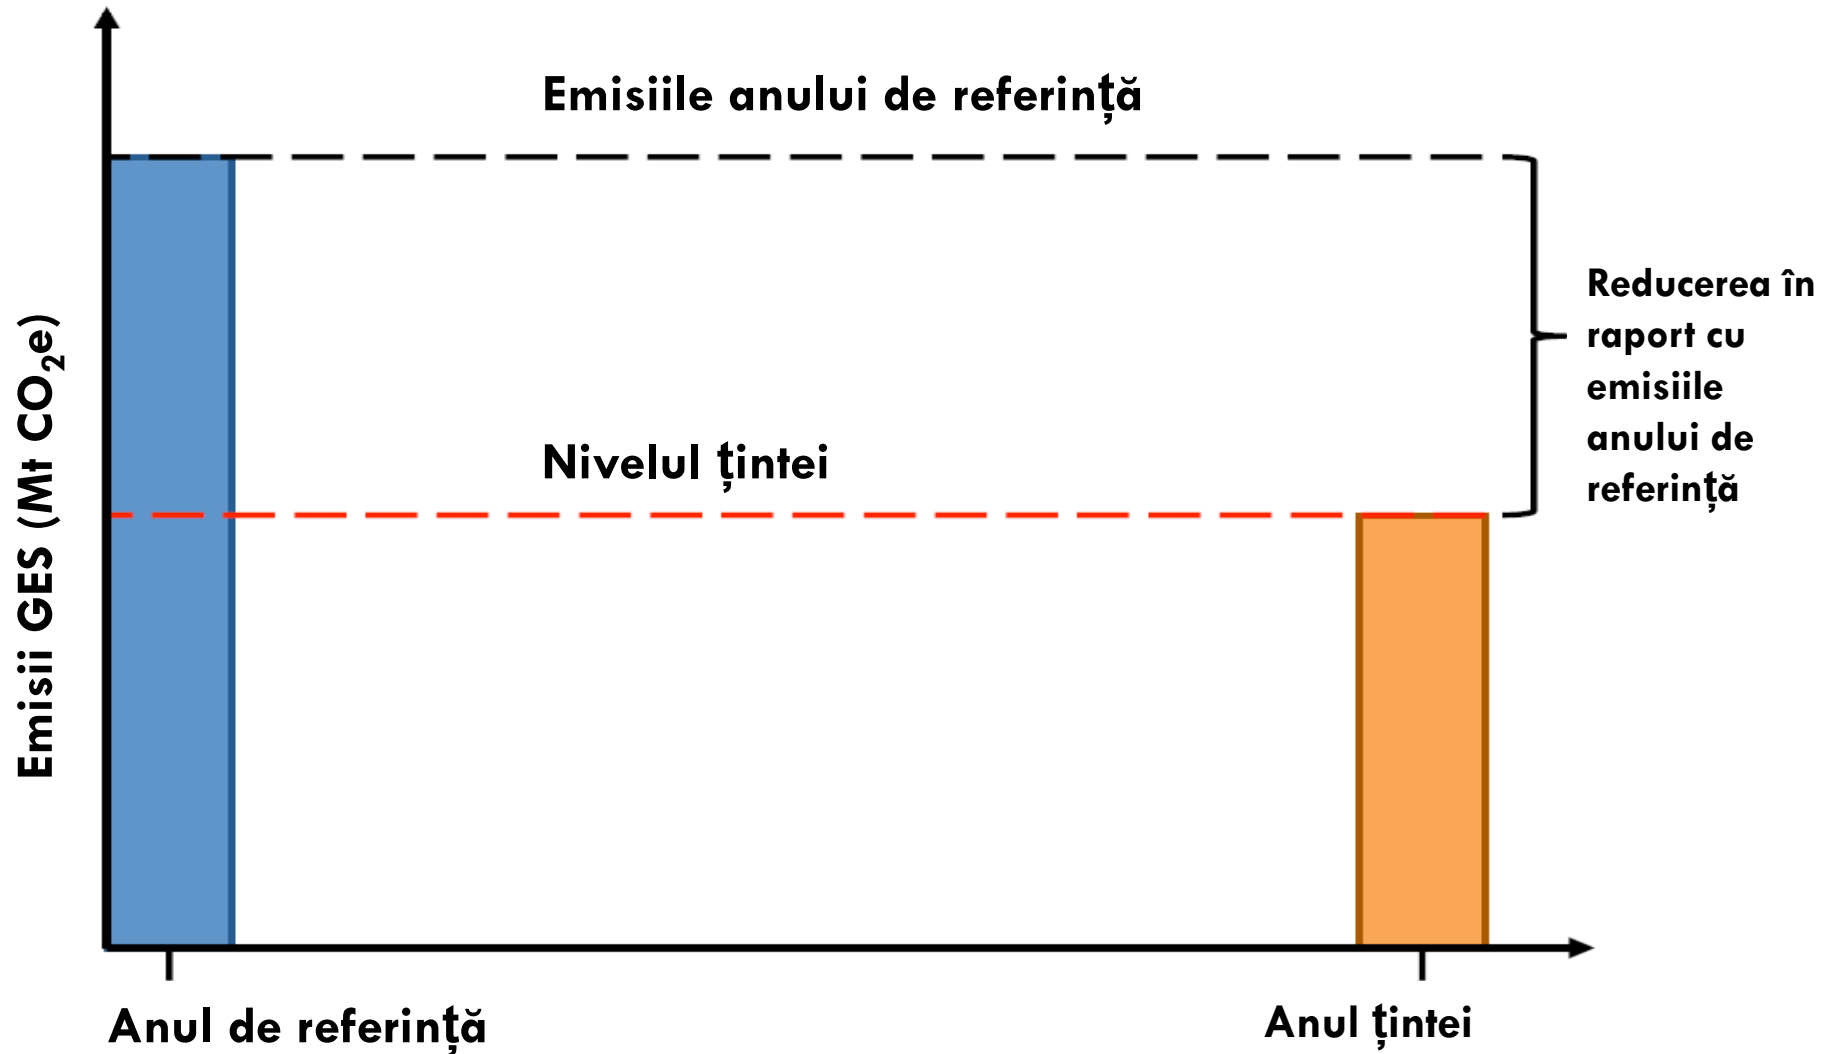 Emisiile anului de referință
Reducerea în
raport cu
emisiile
anului de
referință
Nivelul țintei
Emisii GES (Mt CO₂e)
Anul de referință
Anul țintei